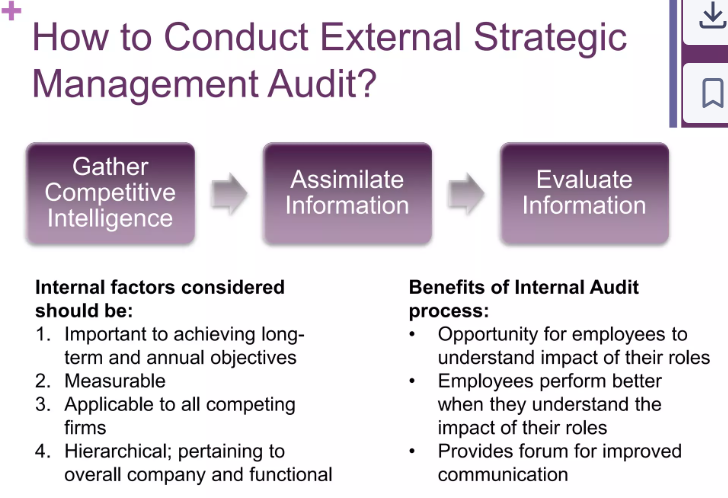 How to Conduct External Strategic
Management Audit?
Gather
Competitive
Intelligence
Assimilate
Information
Evaluate
Information
Internal factors considered
should be:
1. Important to achieving long-
term and annual objectives
2. Measurable
3. Applicable to all competing
firms
4. Hierarchical; pertaining to
overall company and functional
Benefits of Internal Audit
process:
• Opportunity for employees to
understand impact of their roles
• Employees perform better
when they understand the
impact of their roles
• Provides forum for improved
communication